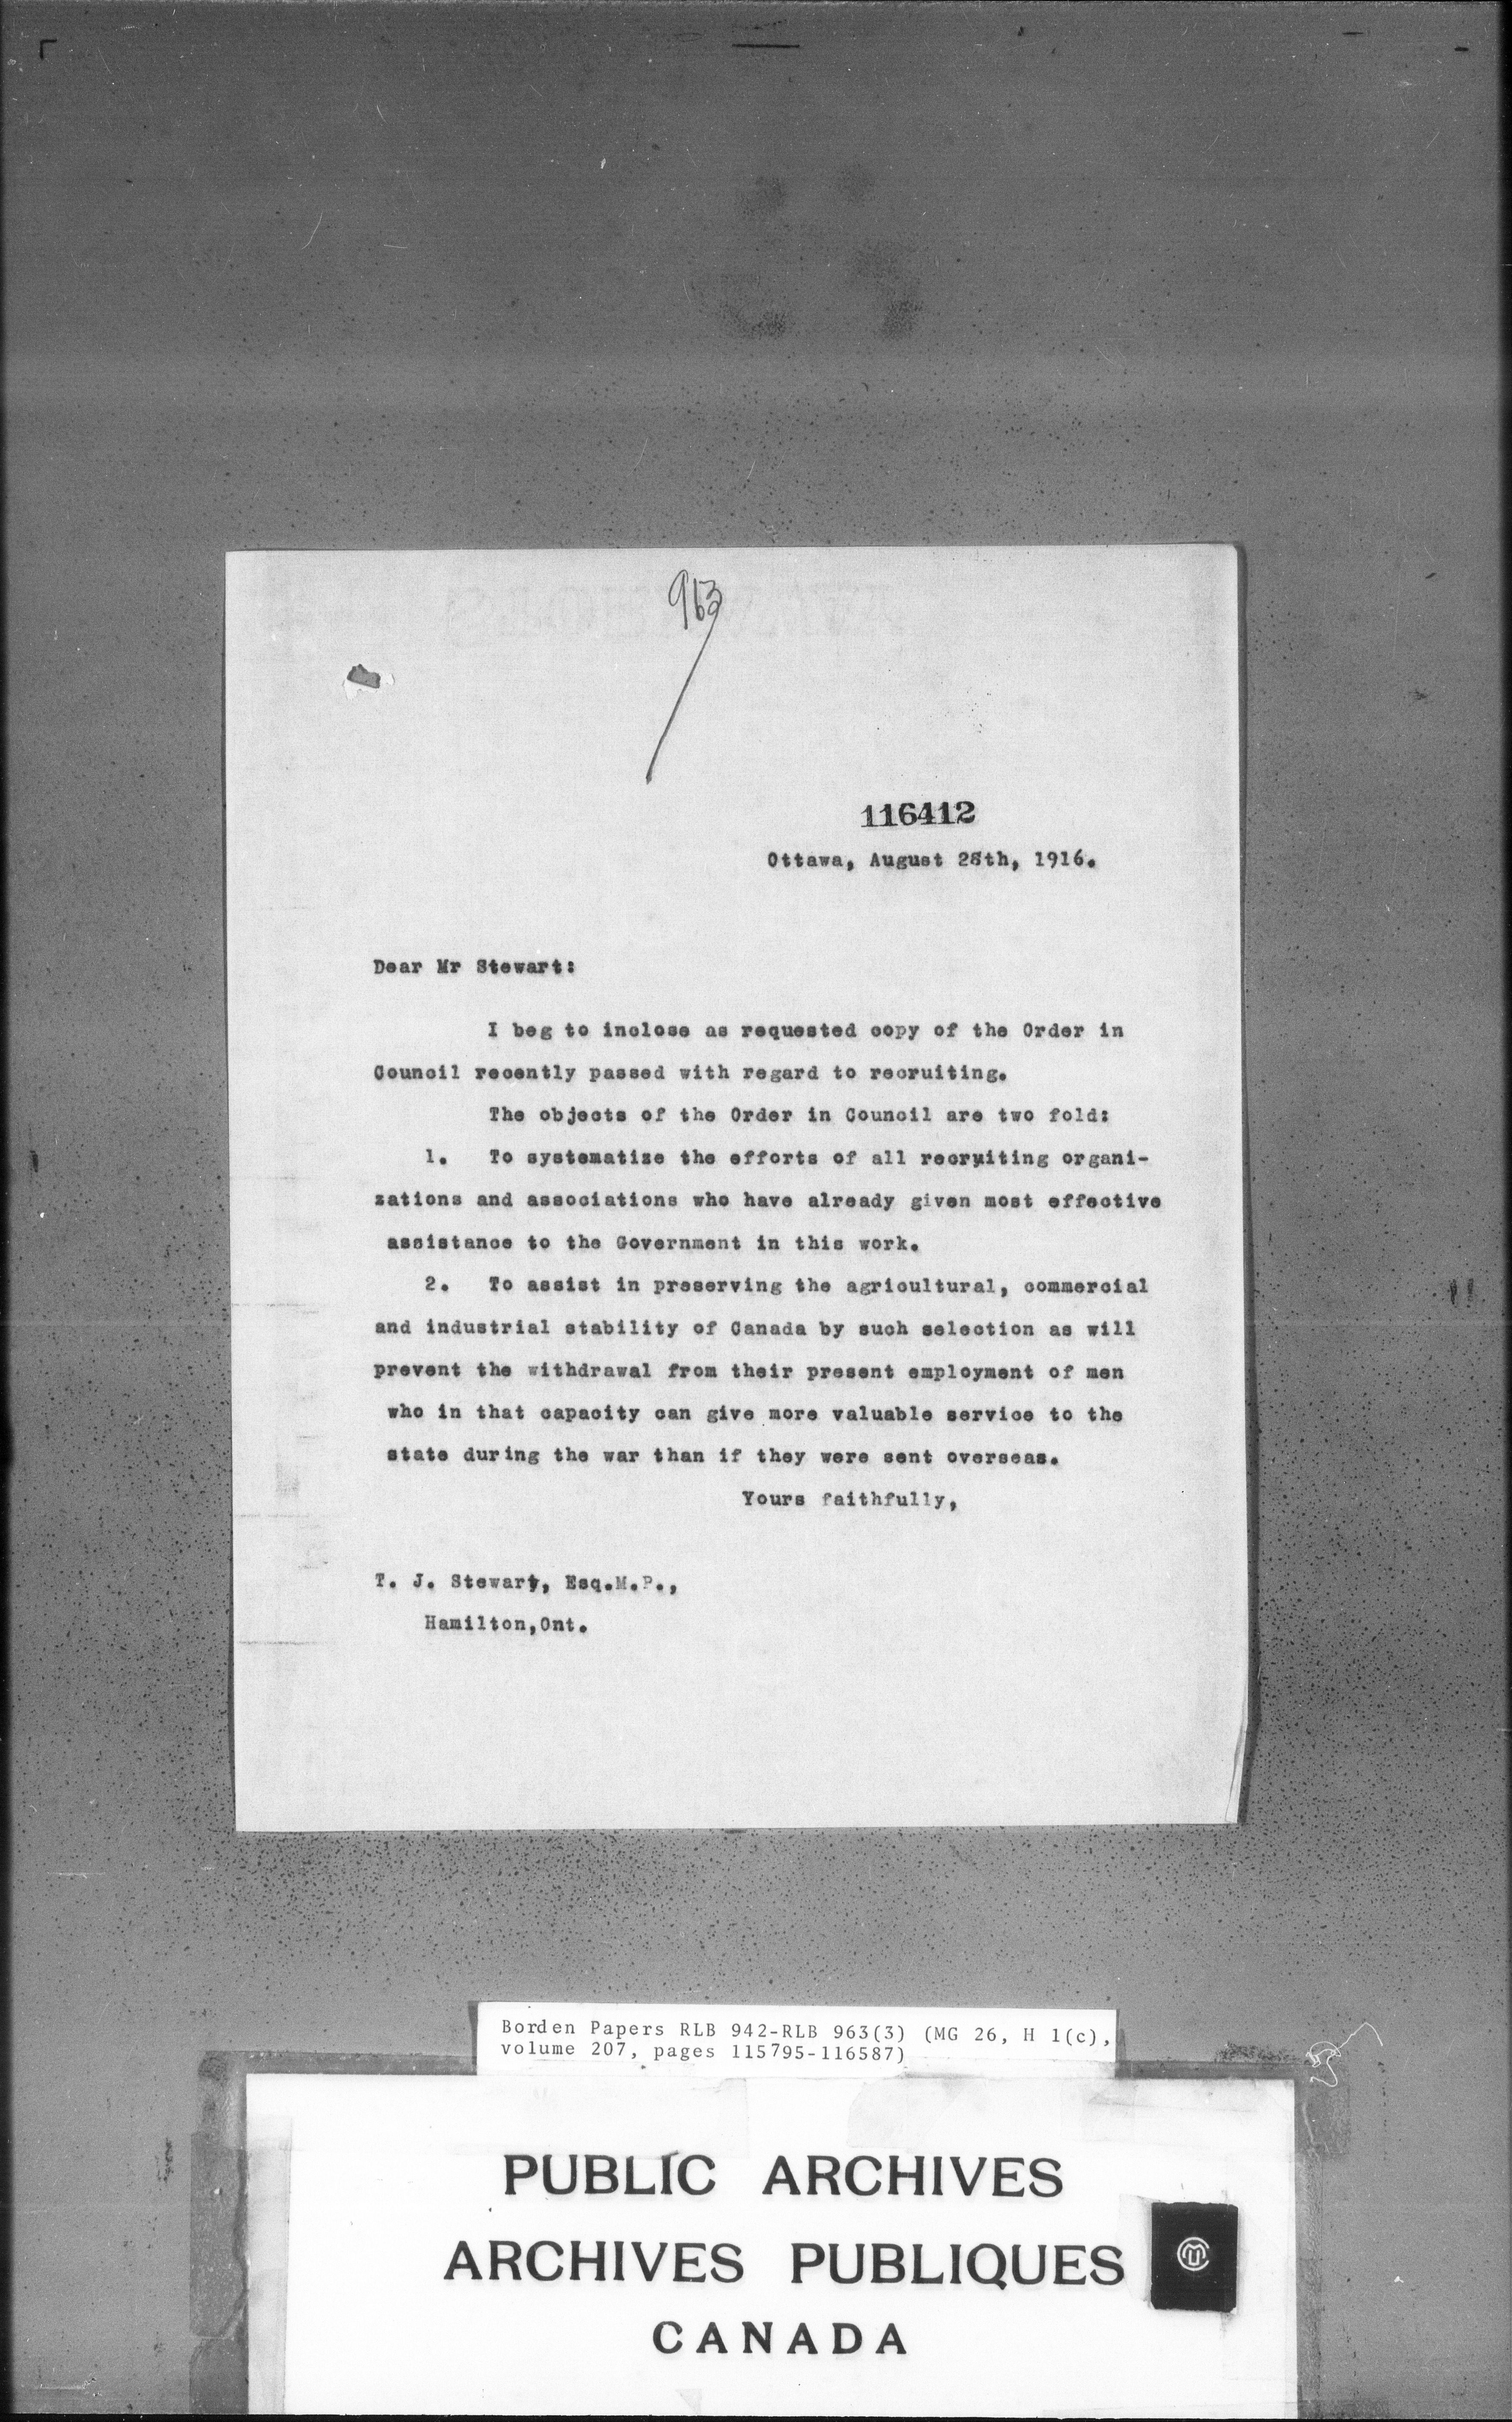 963
116412
Ottawa, August 28th, 1916.
Dear Mr Stewart:
I beg to inclose as requested copy of the Order in
Council recently passed with regard to recruiting.
The objects of the Order in Council are two fold:
1. To systematize the efforts of all recruiting organi-
zations and associations who have already given most effective
assistance to the Government in this work.
2. To assist in preserving the agricultural, commercial
and industrial stability of Canada by such selection as will
prevent the withdrawal from their present employment of men
who in that capacity can give more valuable service to the
state during the war than if they were sent overseas.
Yours faithfully,
T. J. Stewart, Esq.M.P.,
Hamilton,Ont.
Borden Papers RLB 942-RLB 963(3) (MG 26, H 1(c),
volume 207, pages 115795-116587)
PUBLIC ARCHIVES
ARCHIVES PUBLIQUES
CANADA